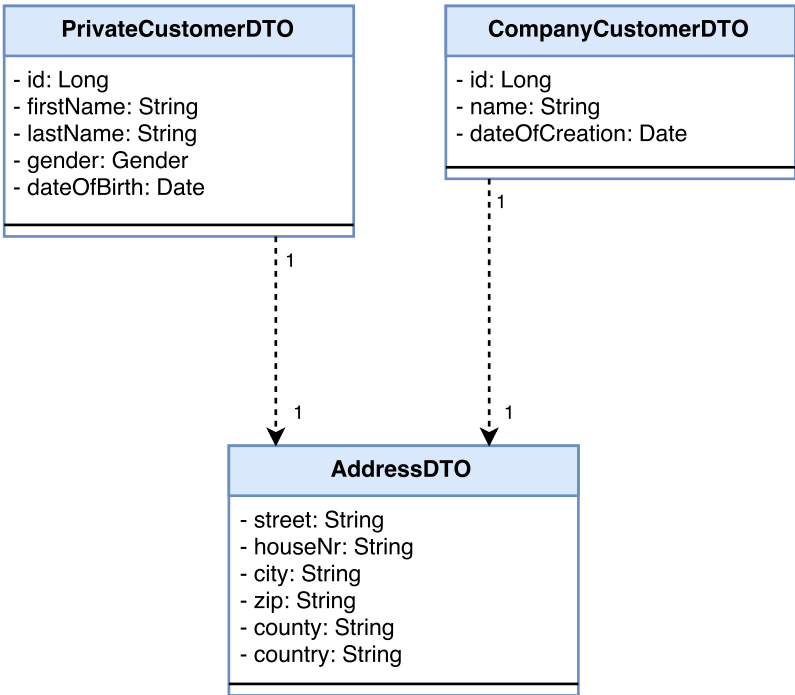 PrivateCustomerDTO
- id: Long
- firstName: String
- lastName: String
- gender: Gender
- dateOfBirth: Date
CompanyCustomerDTO
- id: Long
- name: String
- dateOfCreation: Date
1
1
1
1
AddressDTO
- street: String
- houseNr: String
- city: String
- zip: String
- county: String
- country: String